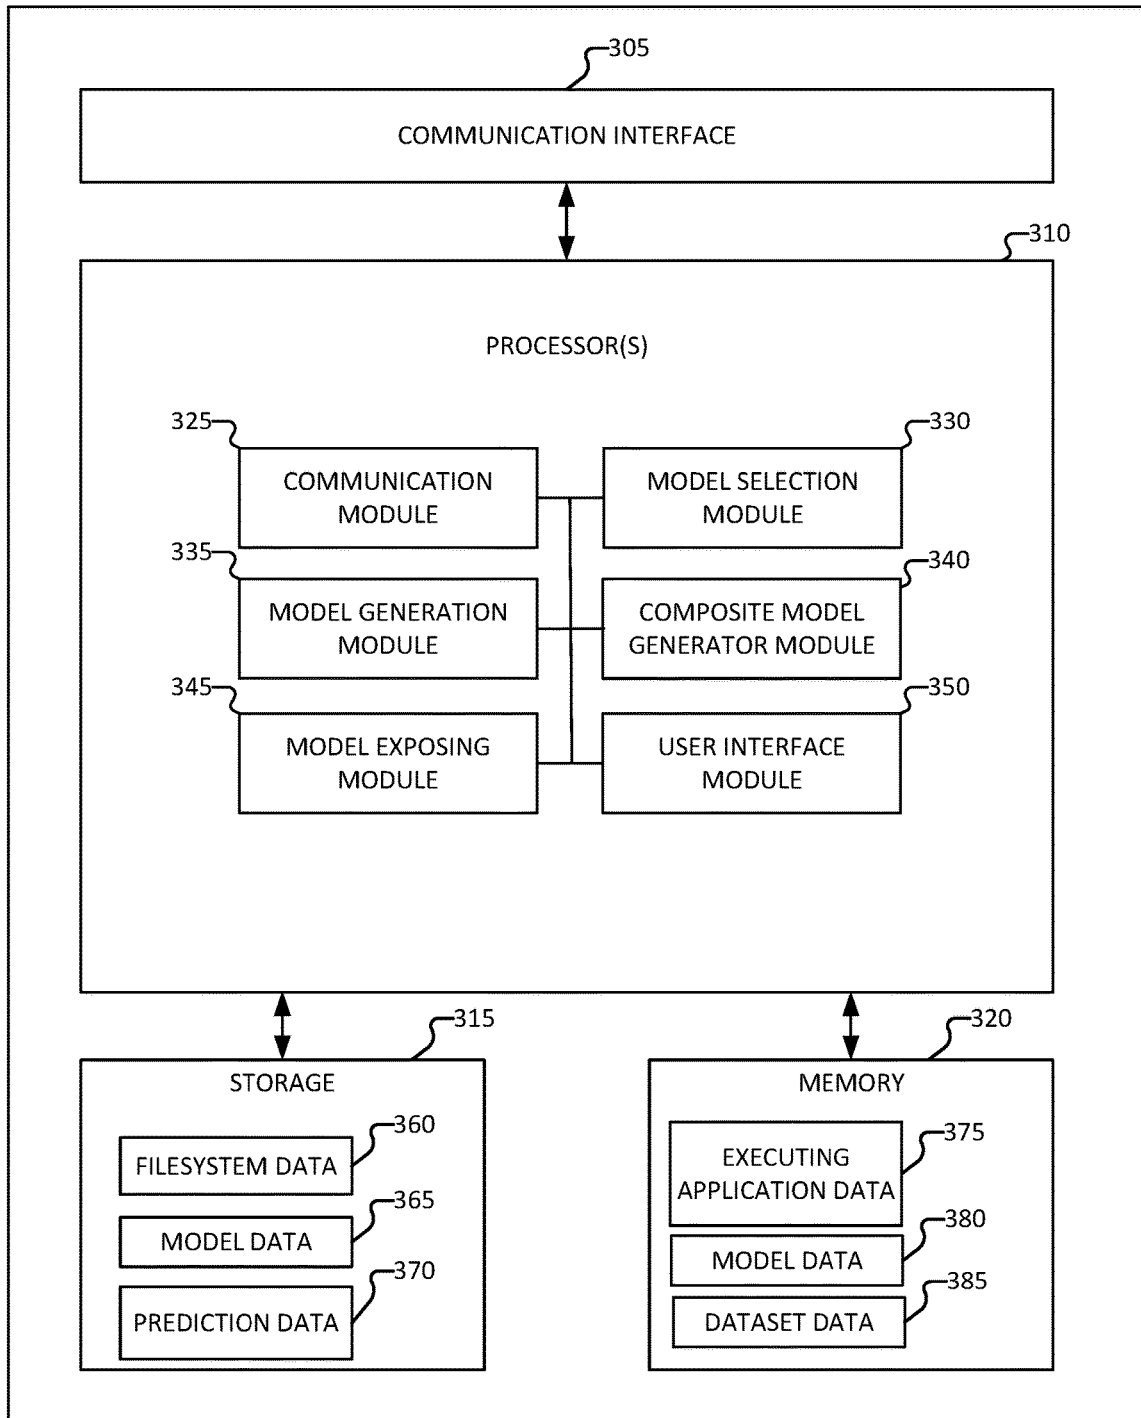 305
COMMUNICATION INTERFACE
310
PROCESSOR(S)
325
COMMUNICATION
MODULE
330
MODEL SELECTION
MODULE
335
MODEL GENERATION
MODULE
340
COMPOSITE MODEL
GENERATOR MODULE
345
MODEL EXPOSING
MODULE
350
USER INTERFACE
MODULE
315
STORAGE
360
FILESYSTEM DATA
365
MODEL DATA
370
PREDICTION DATA
320
MEMORY
375
EXECUTING
APPLICATION DATA
380
MODEL DATA
385
DATASET DATA